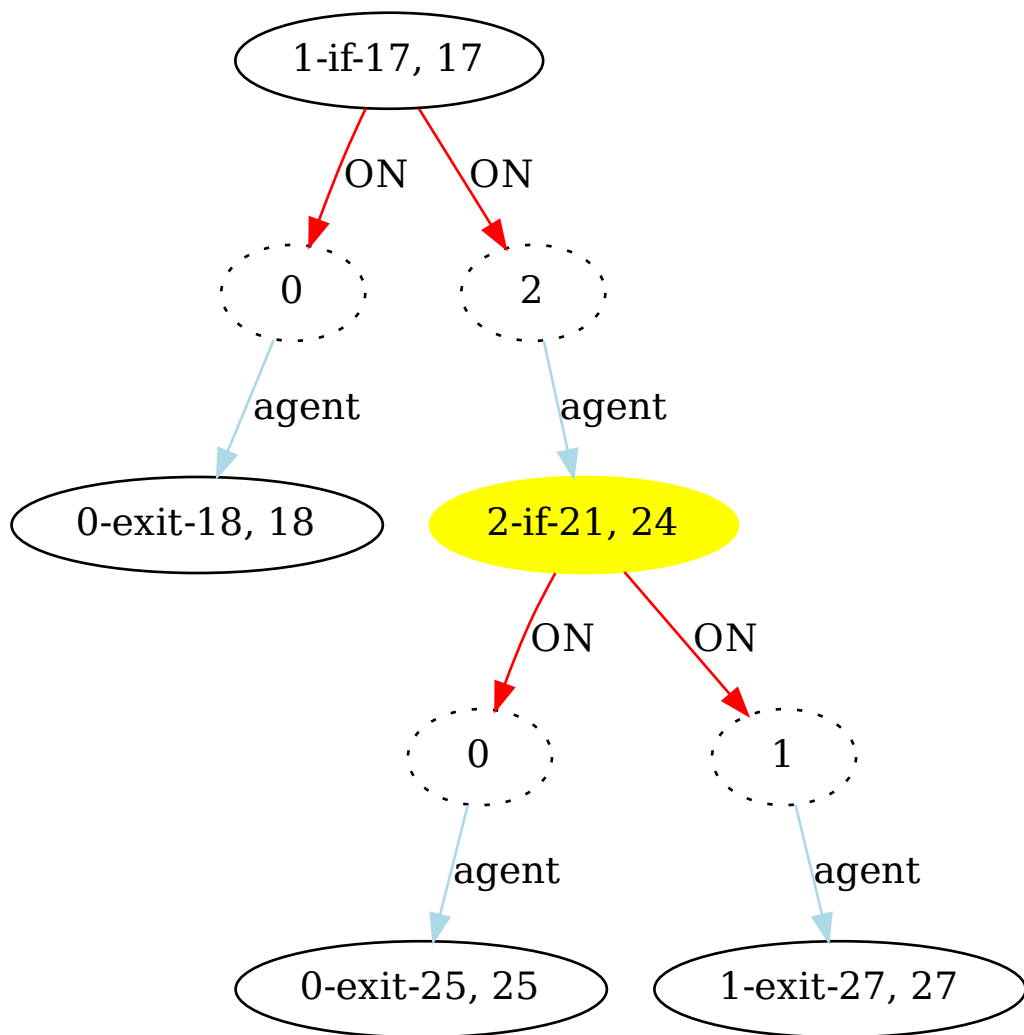 1-if-17, 17
ON
ON
0
2
agent
agent
0-exit-18, 18
2-if-21, 24
ON
ON
0
1
agent
agent
0-exit-25, 25
1-exit-27, 27